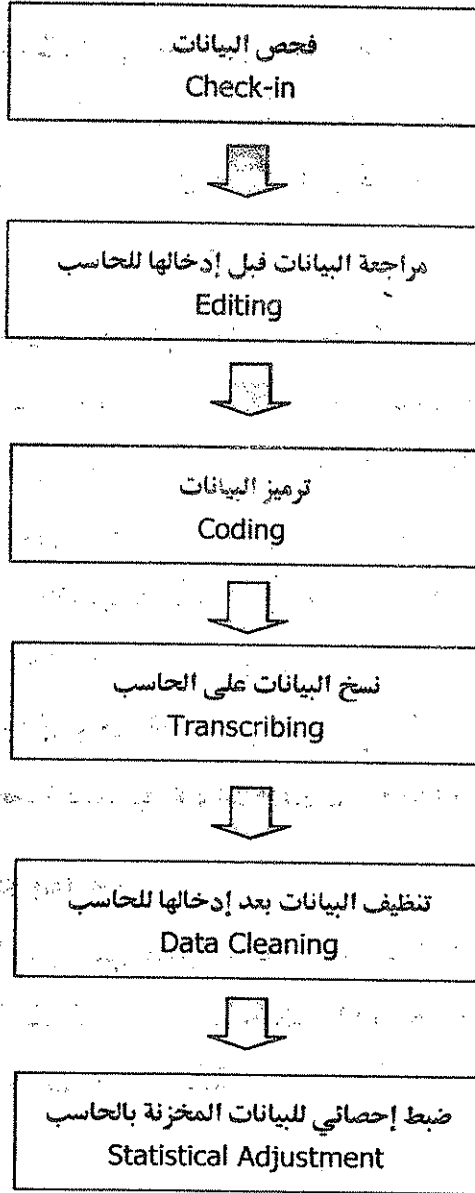 فحص البيانات
Check-in
مراجعة البيانات قبل إدخالها للحاسب
Editing
ترميز البيانات
Coding
نسخ البيانات على الحاسب
Transcribing
تنظيف البيانات بعد إدخالها للحاسب
Data Cleaning
ضبط إحصائي للبيانات المخزنة بالحاسب
Statistical Adjustment